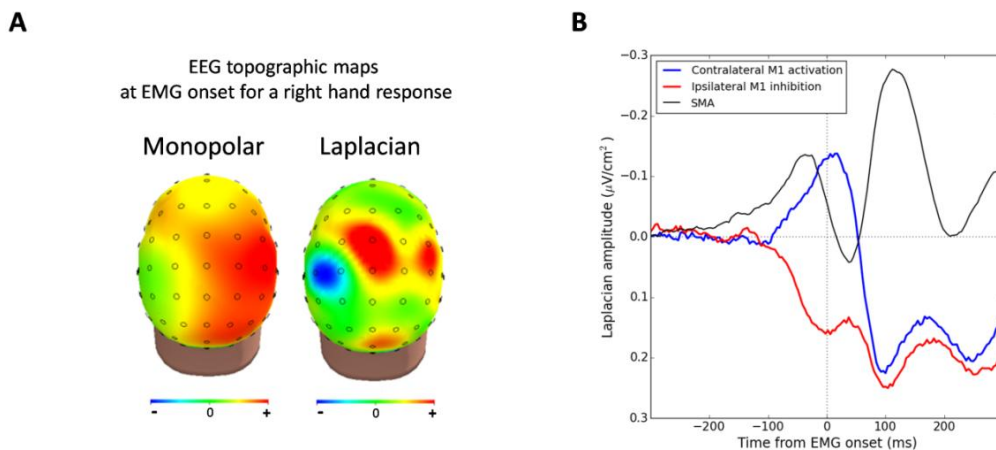 A
EEG topographic maps
at EMG onset for a right hand response
Monopolar
Laplacian
- 0 +
- 0 +
B
−0.3
−0.2
−0.1
0.0
0.1
0.2
0.3
Laplacian amplitude (μV/cm² )
Contralateral M1 activation
Ipsilateral M1 inhibition
SMA
−200 −100 0 100 200
Time from EMG onset (ms)